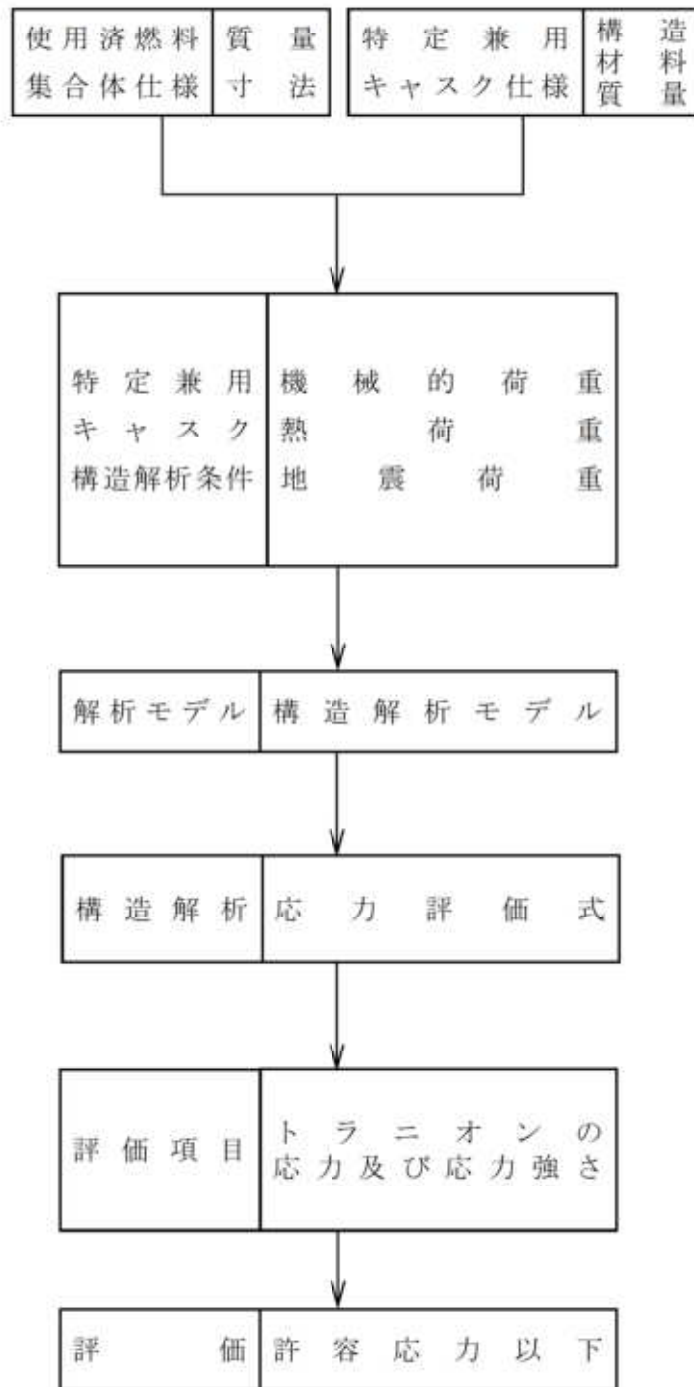 使用済燃料
集合体仕様
質量
寸法
特定兼用
キャスク仕様
構造
材料
質量
特定兼用
キャスク
構造解析条件
機械的荷重
熱荷重
地震荷重
解析モデル
構造解析モデル
構造解析
応力評価式
評価項目
トラニオンの
応力及び応力強さ
評価
許容応力以下